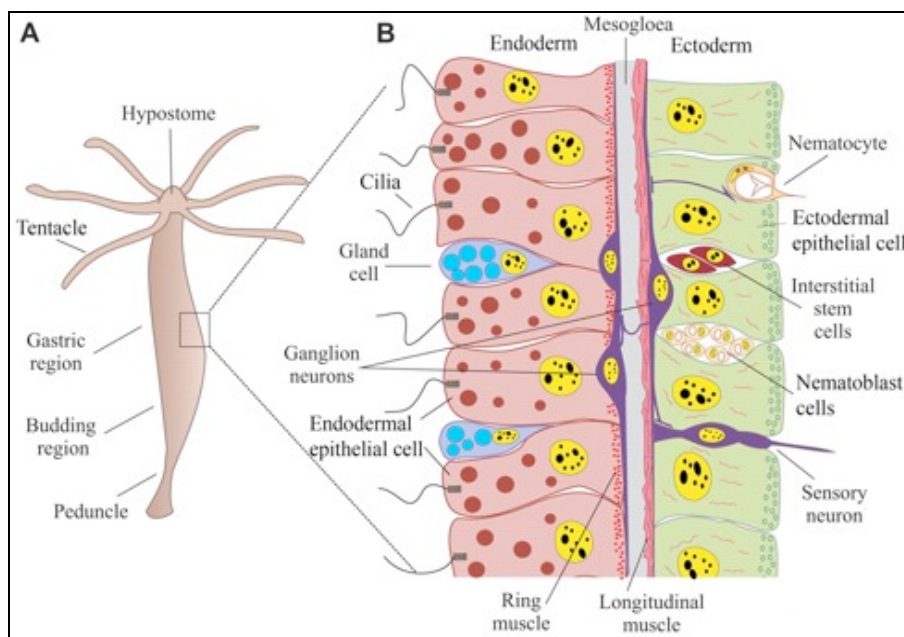 A
Hypostome
Tentacle
Gastric
region
Budding
region
Peduncle
B
Endoderm
Mesogloea
Ectoderm
Cilia
Gland
cell
Ganglion
neurons
Endodermal
epithelial cell
Nematocyte
Ectodermal
epithelial cell
Interstitial
stem
cells
Nematoblast
cells
Sensory
neuron
Ring
muscle
Longitudinal
muscle